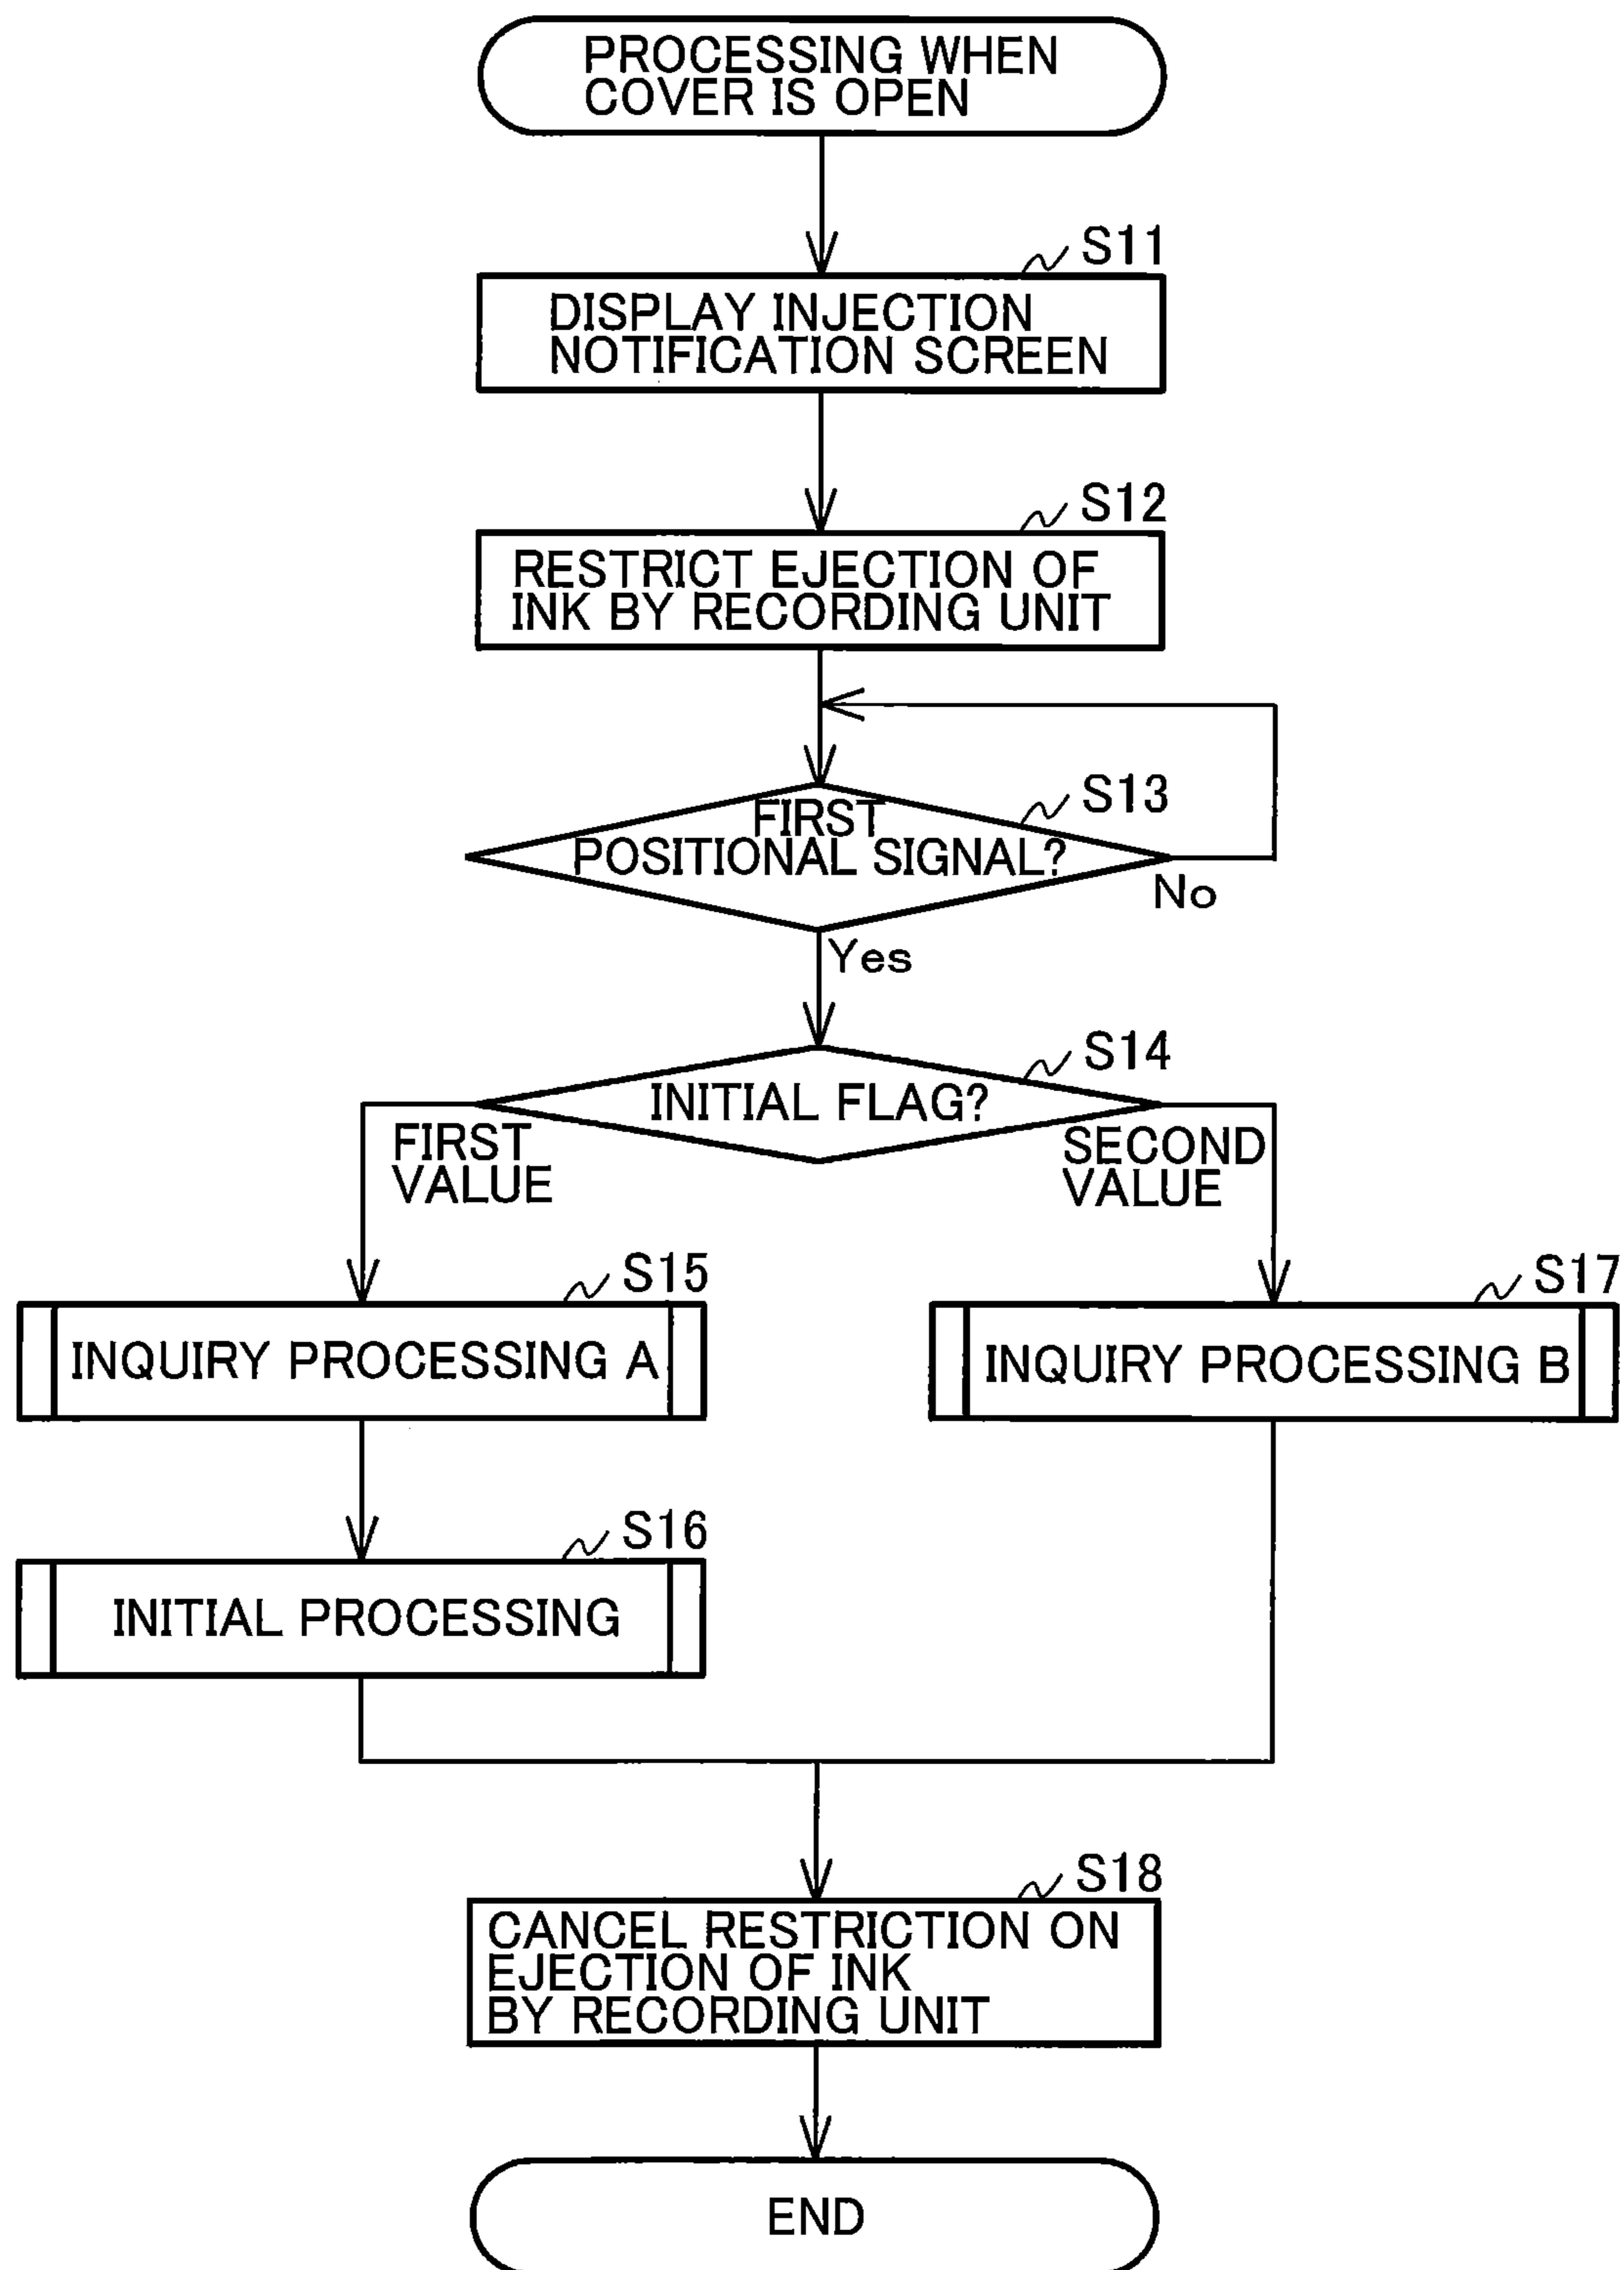 PROCESSING WHEN
COVER IS OPEN
S11
DISPLAY INJECTION
NOTIFICATION SCREEN
S12
RESTRICT EJECTION OF
INK BY RECORDING UNIT
S13
FIRST
POSITIONAL SIGNAL?
No
Yes
S14
INITIAL FLAG?
FIRST
VALUE
SECOND
VALUE
S15
INQUIRY PROCESSING A
S17
INQUIRY PROCESSING B
S16
INITIAL PROCESSING
S18
CANCEL RESTRICTION ON
EJECTION OF INK
BY RECORDING UNIT
END